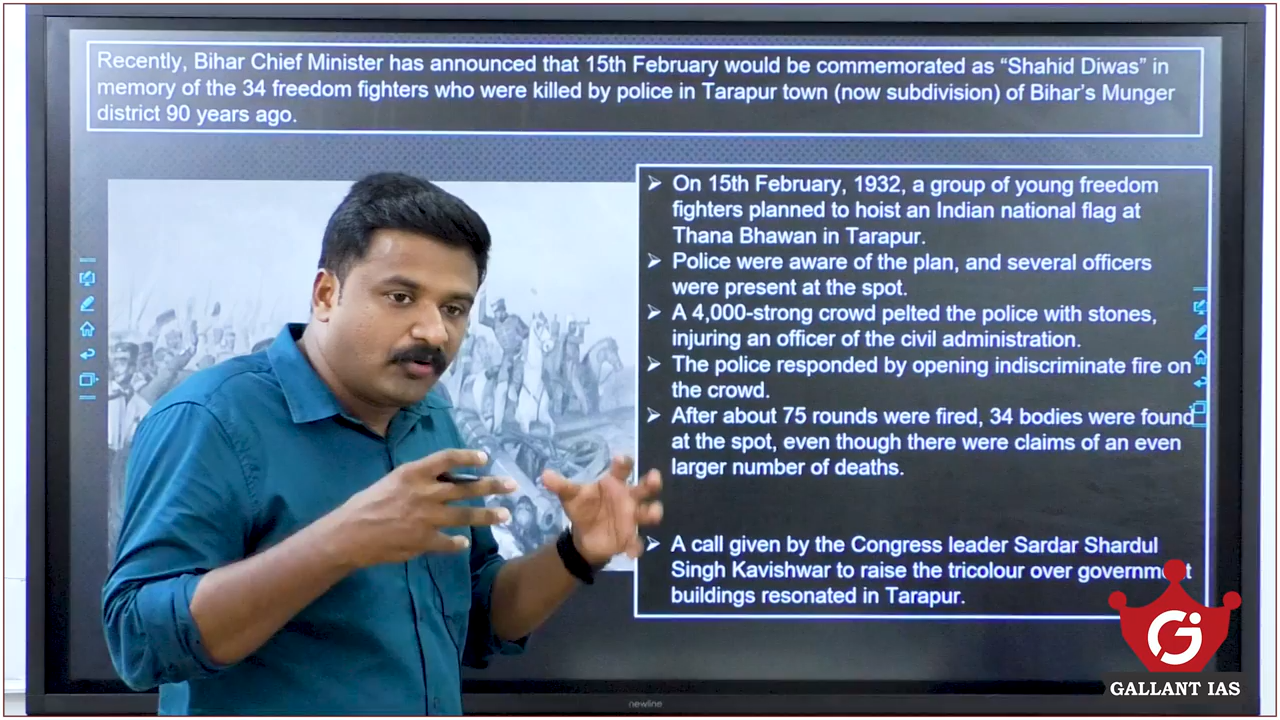 Recently, Bihar Chief Minister has announced that 15th February would be commemorated as “Shahid Diwas” in
memory of the 34 freedom fighters who were killed by police in Tarapur town (now subdivision) of Bihar’s Munger
district 90 years ago.
➢ On 15th February, 1932, a group of young freedom
fighters planned to hoist an Indian national flag at
Thana Bhawan in Tarapur.
➢ Police were aware of the plan, and several officers
were present at the spot.
➢ A 4,000-strong crowd pelted the police with stones,
injuring an officer of the civil administration.
➢ The police responded by opening indiscriminate fire on
the crowd.
➢ After about 75 rounds were fired, 34 bodies were found
at the spot, even though there were claims of an even
larger number of deaths.
➢ A call given by the Congress leader Sardar Shardul
Singh Kavishwar to raise the tricolour over government
buildings resonated in Tarapur.
GALLANT IAS
newline